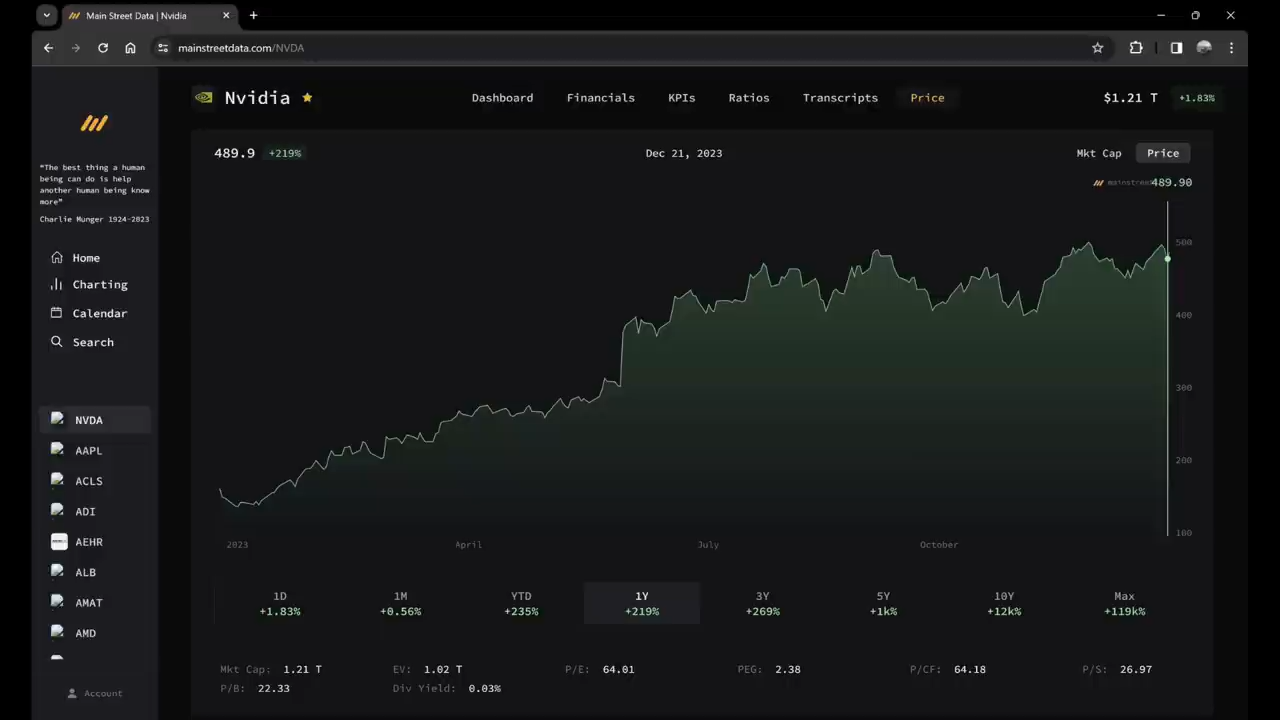 Main Street Data | Nvidia
mainstreetdata.com/NVDA
Nvidia
Dashboard Financials KPIs Ratios Transcripts Price
$1.21 T +1.83%
"The best thing a human
being can do is help
another human being know
more"
Charlie Munger 1924-2023
Home
Charting
Calendar
Search
NVDA
AAPL
ACLS
ADI
AEHR
ALB
AMAT
AMD
Account
489.9 +219%
Dec 21, 2023
Mkt Cap Price
489.90
500
400
300
200
100
2023 April July October
1D 1M YTD 1Y 3Y 5Y 10Y Max
+1.83% +0.56% +235% +219% +269% +1k% +12k% +119k%
Mkt Cap: 1.21 T EV: 1.02 T P/E: 64.01 PEG: 2.38 P/CF: 64.18 P/S: 26.97
P/B: 22.33 Div Yield: 0.03%